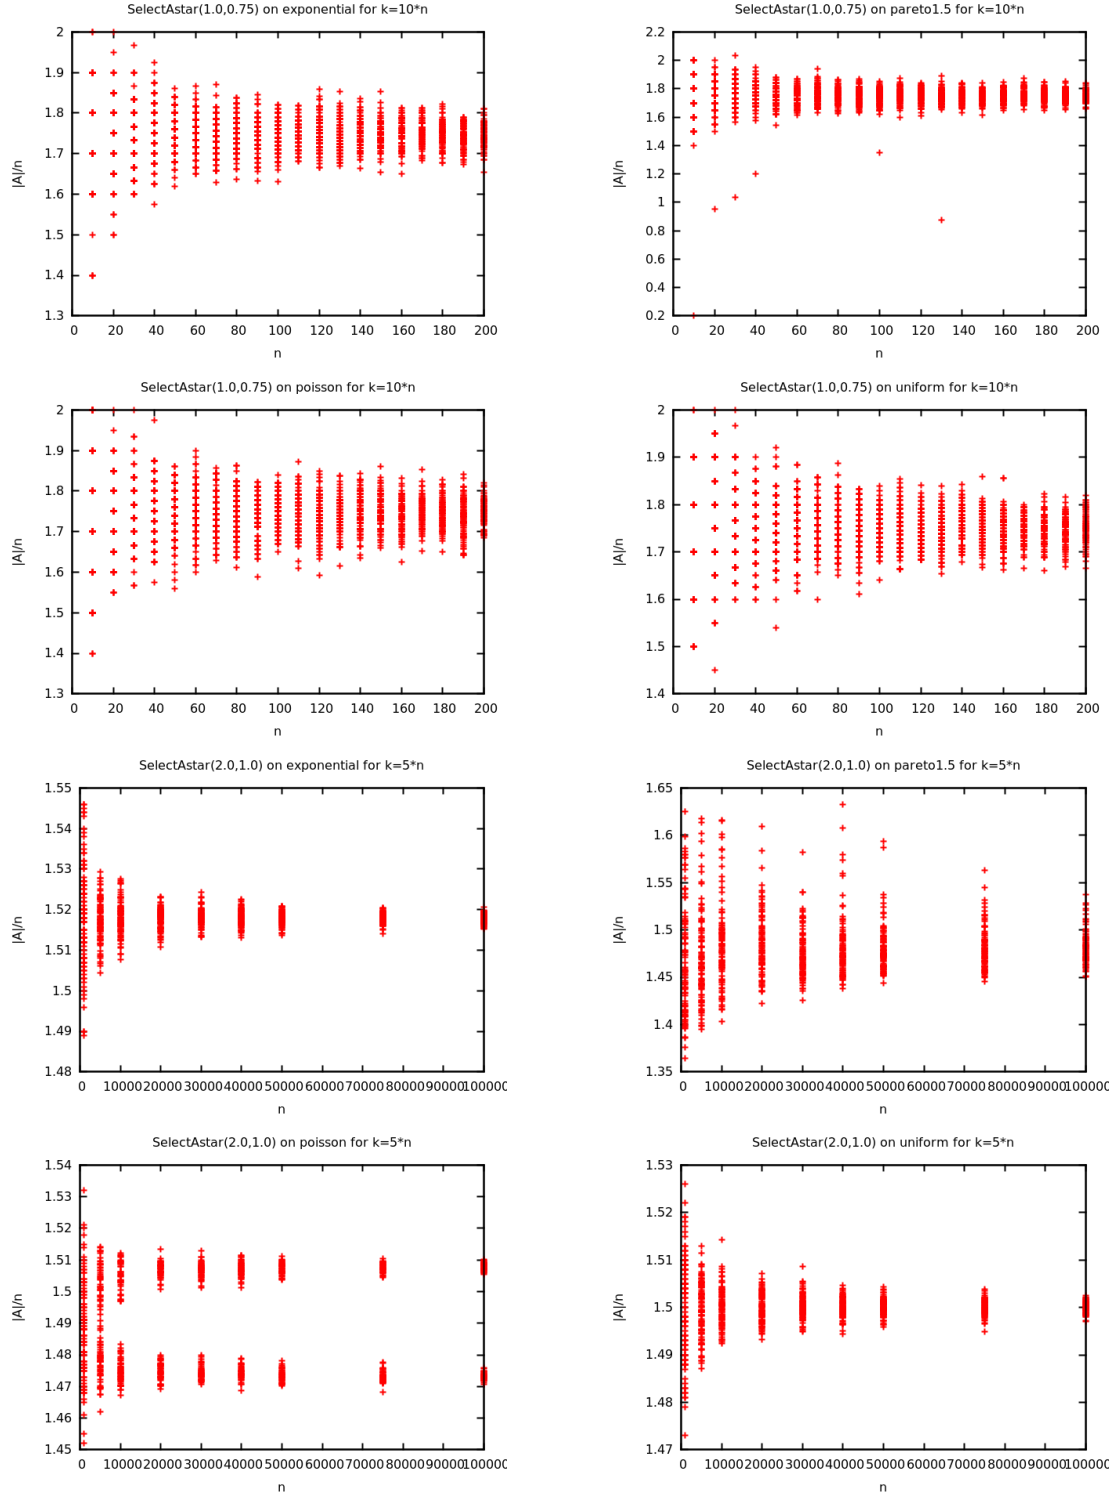 SelectAstar(1.0,0.75) on exponential for k=10*n
2
1.9
1.8
1.7
1.6
1.5
1.4
1.3
|A|/n
0 20 40 60 80 100 120 140 160 180 200
n
SelectAstar(1.0,0.75) on pareto1.5 for k=10*n
2.2
2
1.8
1.6
1.4
1.2
1
0.8
0.6
0.4
0.2
|A|/n
0 20 40 60 80 100 120 140 160 180 200
n
SelectAstar(1.0,0.75) on poisson for k=10*n
2
1.9
1.8
1.7
1.6
1.5
1.4
1.3
|A|/n
0 20 40 60 80 100 120 140 160 180 200
n
SelectAstar(1.0,0.75) on uniform for k=10*n
2
1.9
1.8
1.7
1.6
1.5
1.4
|A|/n
0 20 40 60 80 100 120 140 160 180 200
n
SelectAstar(2.0,1.0) on exponential for k=5*n
1.55
1.54
1.53
1.52
1.51
1.5
1.49
1.48
|A|/n
0 10000 20000 30000 40000 50000 60000 70000 80000 90000 100000
n
SelectAstar(2.0,1.0) on pareto1.5 for k=5*n
1.65
1.6
1.55
1.5
1.45
1.4
1.35
|A|/n
0 10000 20000 30000 40000 50000 60000 70000 80000 90000 100000
n
SelectAstar(2.0,1.0) on poisson for k=5*n
1.54
1.53
1.52
1.51
1.5
1.49
1.48
1.47
1.46
1.45
|A|/n
0 10000 20000 30000 40000 50000 60000 70000 80000 90000 100000
n
SelectAstar(2.0,1.0) on uniform for k=5*n
1.53
1.52
1.51
1.5
1.49
1.48
1.47
|A|/n
0 10000 20000 30000 40000 50000 60000 70000 80000 90000 100000
n